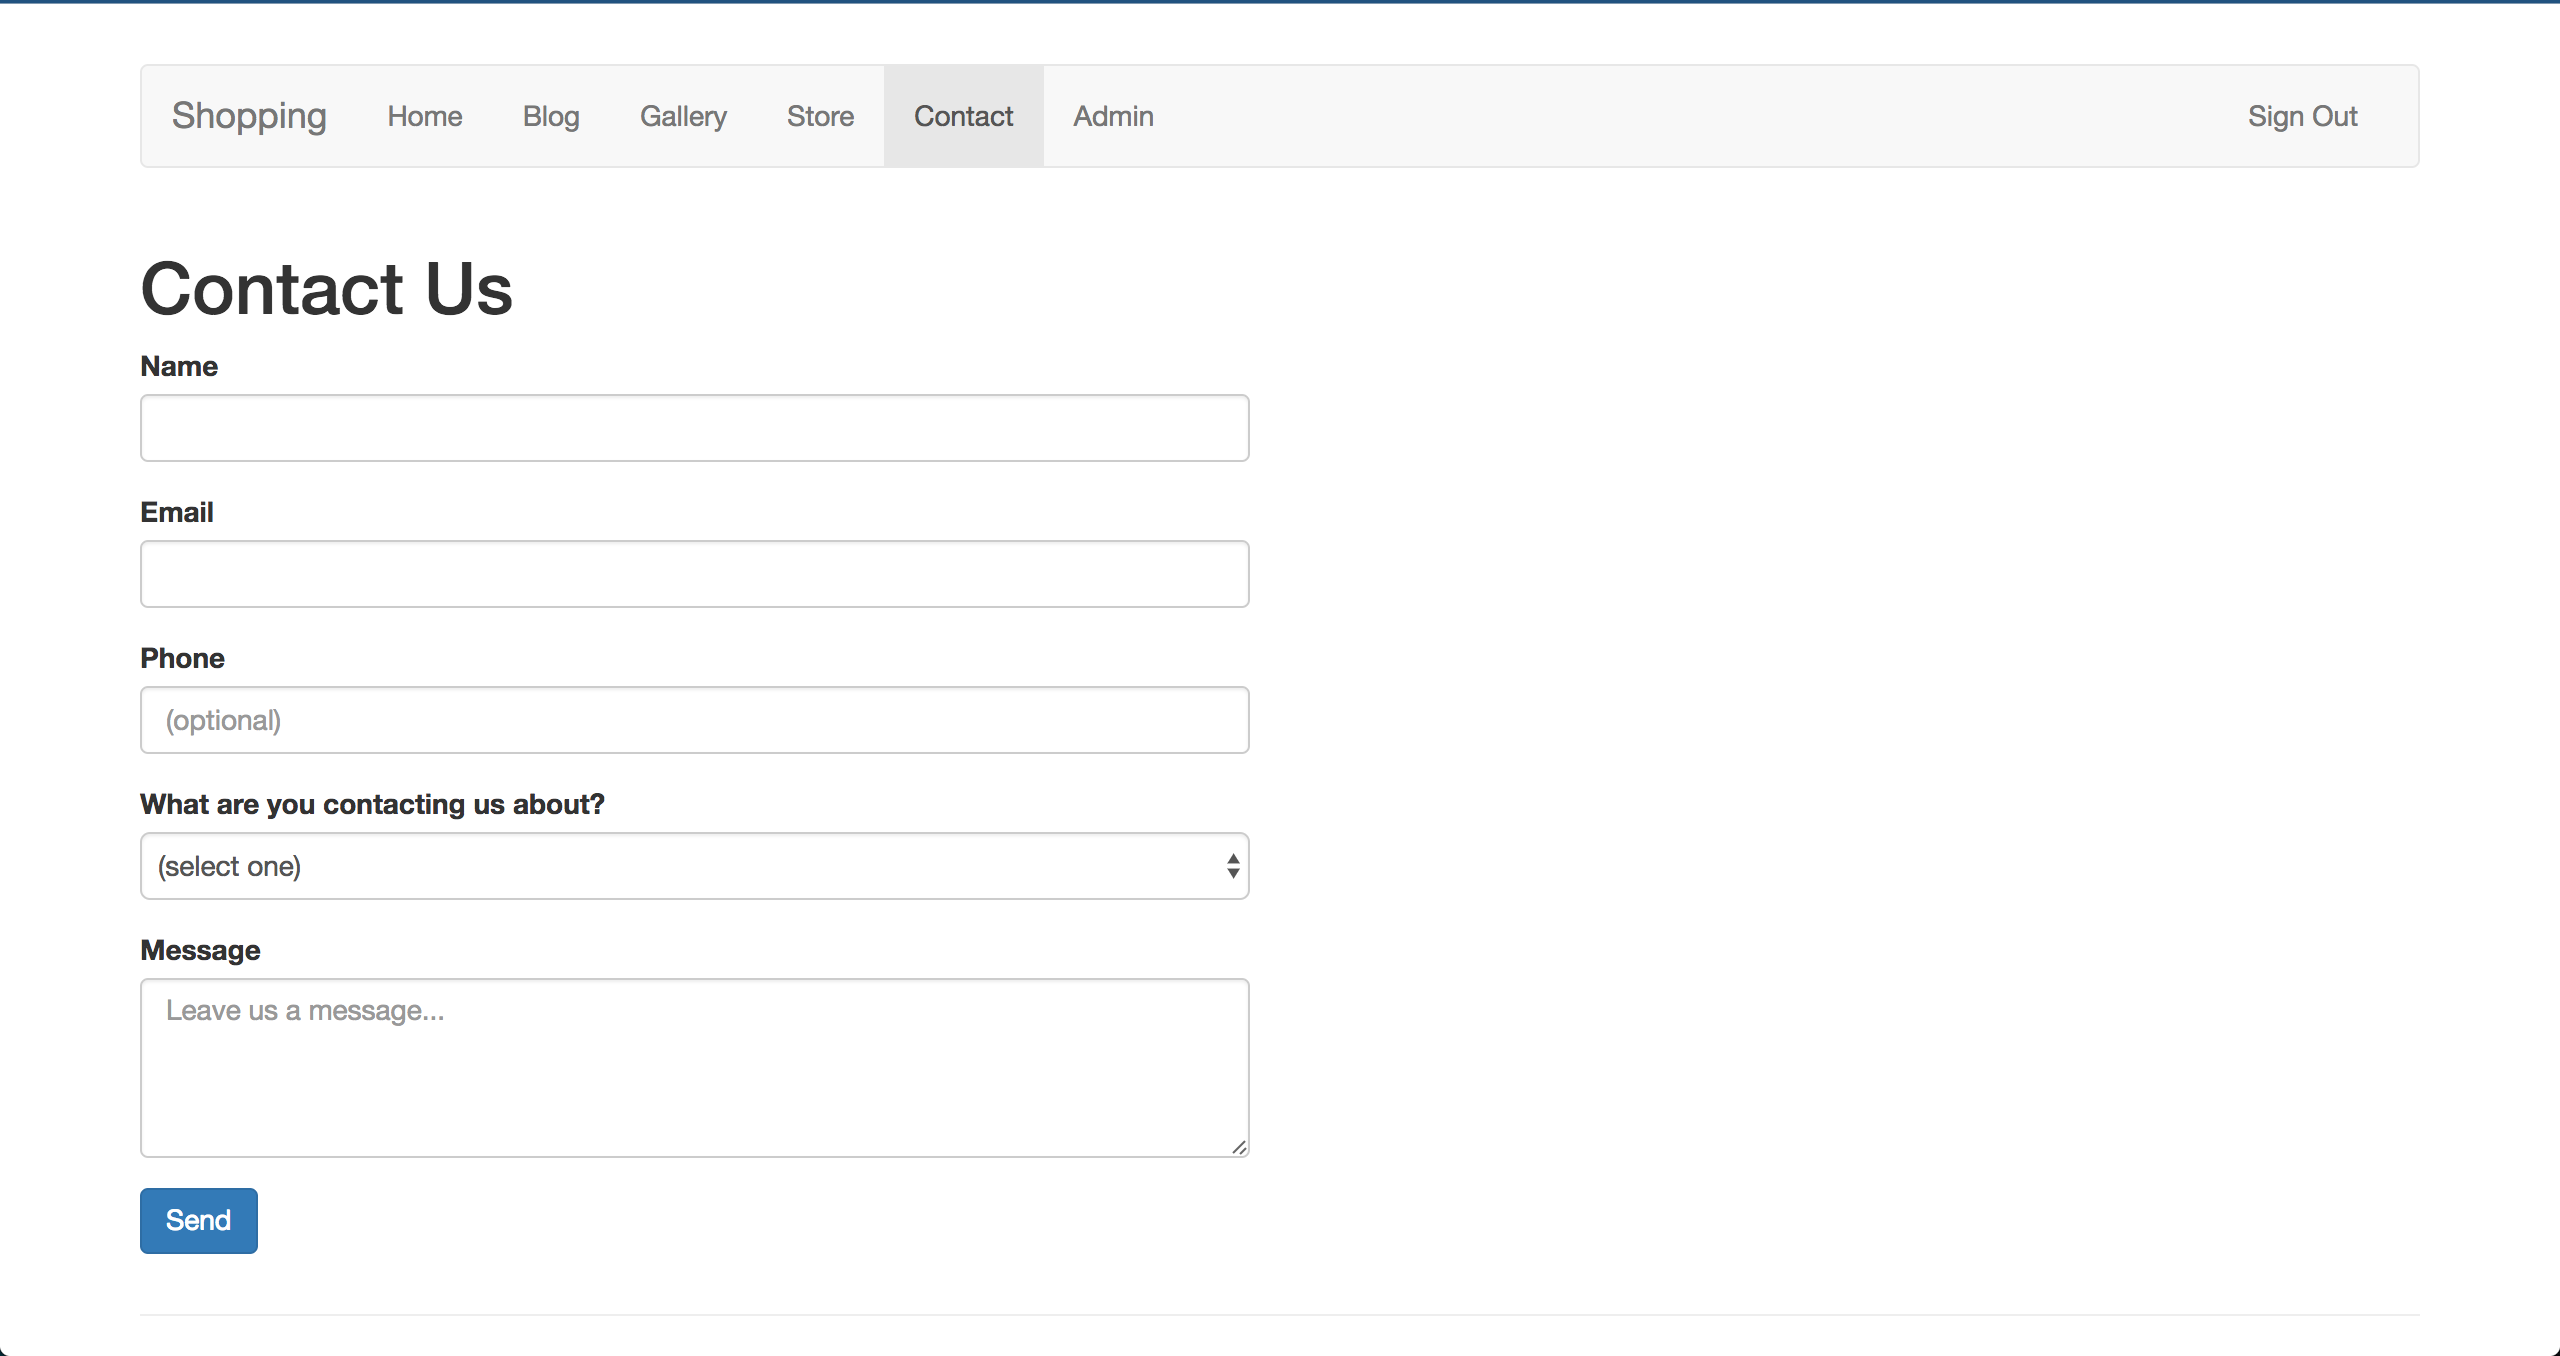 Shopping Home Blog Gallery Store Contact Admin Sign Out
Contact Us
Name
Email
Phone
(optional)
What are you contacting us about?
(select one)
Message
Leave us a message...
Send